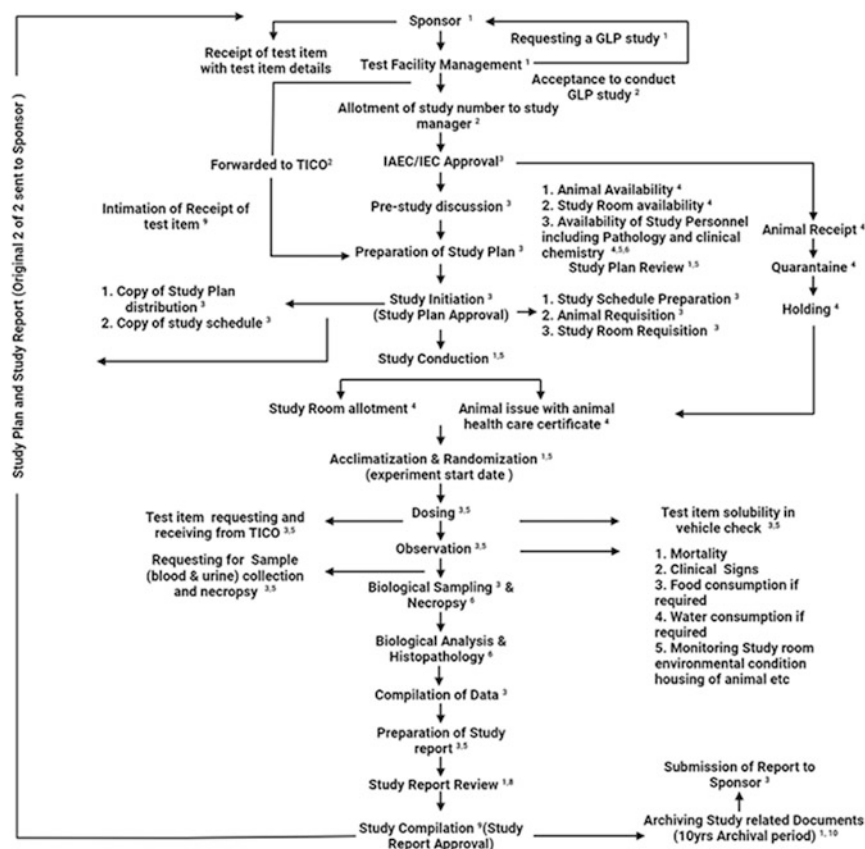 Sponsor ¹
Requesting a GLP study ¹
Receipt of test item
with test item details
Test Facility Management ¹
Acceptance to conduct
GLP study ²
Allotment of study number to study
manager ²
Forwarded to TICO²
IAEC/IEC Approval³
Pre-study discussion ³
1. Animal Availability ⁴
2. Study Room availability ⁴
3. Availability of Study Personnel
including Pathology and clinical
chemistry ⁴,⁵,⁶
Study Plan Review ¹,⁵
Animal Receipt ⁴
Quarantaine ⁴
Holding ⁴
Intimation of Receipt of
test item ⁹
Preparation of Study Plan ³
1. Copy of Study Plan
distribution ³
2. Copy of study schedule ³
Study Initiation ³
(Study Plan Approval)
1. Study Schedule Preparation ³
2. Animal Requisition ³
3. Study Room Requisition ³
Study Conduction ¹,⁵
Study Room allotment ⁴
Animal issue with animal
health care certificate ⁴
Acclimatization & Randomization ¹,⁵
(experiment start date )
Test item requesting and
receiving from TICO ³,⁵
Dosing ³,⁵
Test item solubility in
vehicle check ³,⁵
Observation ³,⁵
Requesting for Sample
(blood & urine) collection
and necropsy ³,⁵
1. Mortality
2. Clinical Signs
3. Food consumption if
required
4. Water consumption if
required
5. Monitoring Study room
environmental condition
housing of animal etc
Biological Sampling ³ &
Necropsy ⁶
Biological Analysis &
Histopathology ⁶
Compilation of Data ³
Preparation of Study
report ³,⁵
Study Report Review ¹,⁸
Study Compilation ⁹(Study
Report Approval)
Submission of Report to
Sponsor ³
Archiving Study related Documents
(10yrs Archival period) ¹,¹⁰
Study Plan and Study Report (Original 2 of 2 sent to Sponsor)